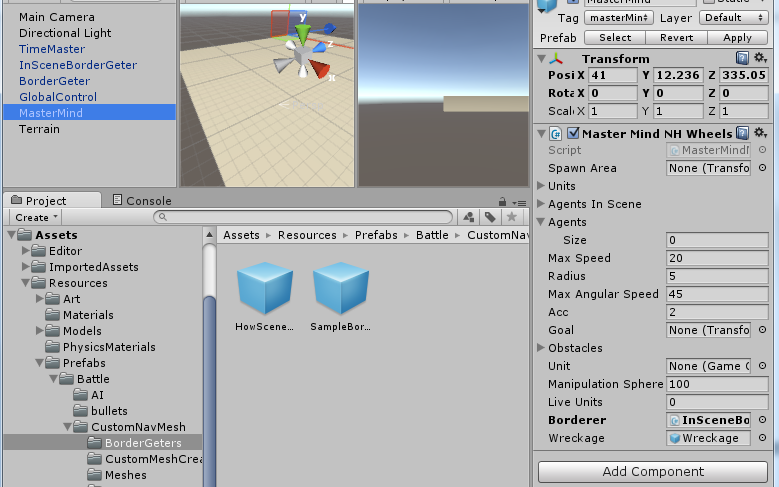 Main Camera
Directional Light
TimeMaster
InSceneBorderGeter
BorderGeter
GlobalControl
MasterMind
Terrain
y
z
x
Tag masterMin Layer Default
Prefab Select Revert Apply
Transform
Posi X 41 Y 12.236 Z 335.05
Rota X 0 Y 0 Z 0
Scal X 1 Y 1 Z 1
Master Mind NH Wheels
Script MasterMindN
Spawn Area None (Transfo
Units
Agents In Scene
Agents
Size 0
Max Speed 20
Radius 5
Max Angular Speed 45
Acc 2
Goal None (Transfo
Obstacles
Unit None (Game O
Manipulation Sphere 100
Live Units 0
Borderer InSceneBo
Wreckage Wreckage
Add Component
Project Console
Create
Assets
Editor
ImportedAssets
Resources
Art
Materials
Models
PhysicsMaterials
Prefabs
Battle
AI
bullets
CustomNavMesh
BorderGeters
CustomMeshCrea
Meshes
Assets ▸ Resources ▸ Prefabs ▸ Battle ▸ CustomNav
HowScene... SampleBor...